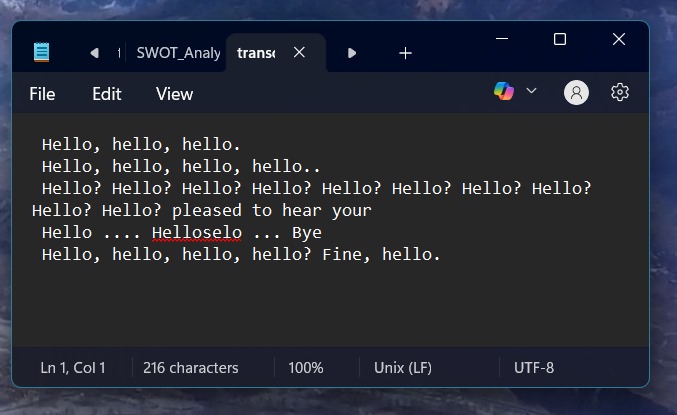 SWOT_Analy
File Edit View
Hello, hello, hello.
Hello, hello, hello, hello..
Hello? Hello? Hello? Hello? Hello? Hello? Hello? Hello?
Hello? Hello? pleased to hear your
Hello .... Helloselo ... Bye
Hello, hello, hello, hello? Fine, hello.
Ln 1, Col 1 216 characters 100% Unix (LF) UTF-8